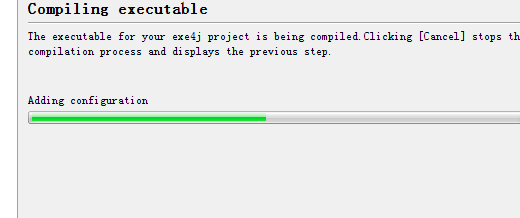 Compiling executable
The executable for your exe4j project is being compiled.Clicking [Cancel] stops th
compilation process and displays the previous step.
Adding configuration